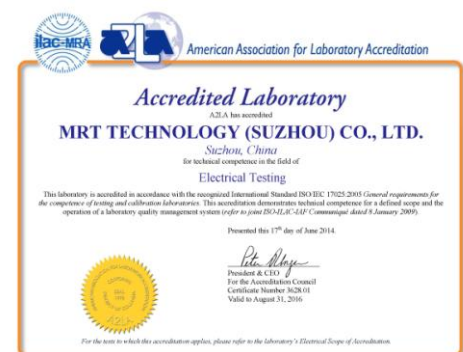 ilac-MRA
A2LA
American Association for Laboratory Accreditation
Accredited Laboratory
A2LA has accredited
MRT TECHNOLOGY (SUZHOU) CO., LTD.
Suzhou, China
for technical competence in the field of
Electrical Testing
This laboratory is accredited in accordance with the recognized International Standard ISO/IEC 17025:2005 General requirements for
the competence of testing and calibration laboratories. This accreditation demonstrates technical competence for a defined scope and the
operation of a laboratory quality management system (refer to joint ISO-ILAC-IAF Communiqué dated 8 January 2009).
Presented this 17th day of June 2014.
President & CEO
For the Accreditation Council
Certificate Number 3628.01
Valid to August 31, 2016
A2LA
For the tests to which this accreditation applies, please refer to the laboratory's Electrical Scope of Accreditation.